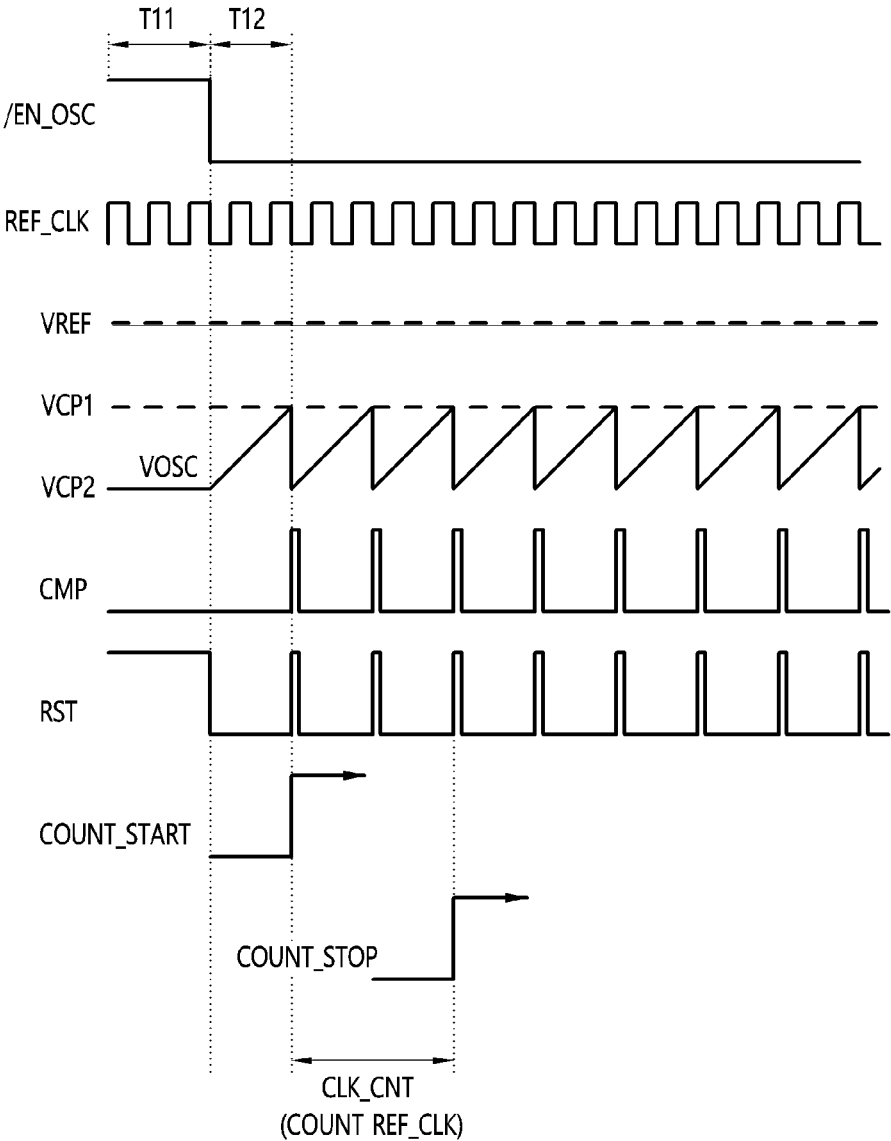 T11 T12
/EN_OSC
REF_CLK
VREF
VCP1
VOSC
VCP2
CMP
RST
COUNT_START
COUNT_STOP
CLK_CNT
(COUNT REF_CLK)